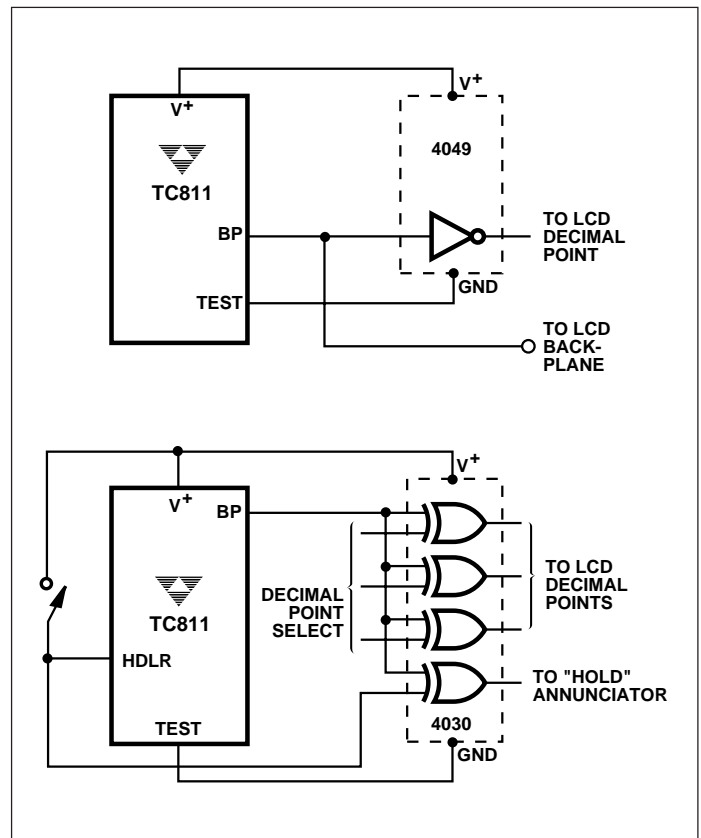 V+
V+
4049
TC811
BP
TO LCD
DECIMAL
POINT
TEST
GND
TO LCD
BACK-
PLANE
V+
V+
BP
TO LCD
DECIMAL
POINTS
DECIMAL
POINT
SELECT
TC811
HDLR
TO "HOLD"
ANNUNCIATOR
TEST
4030
GND